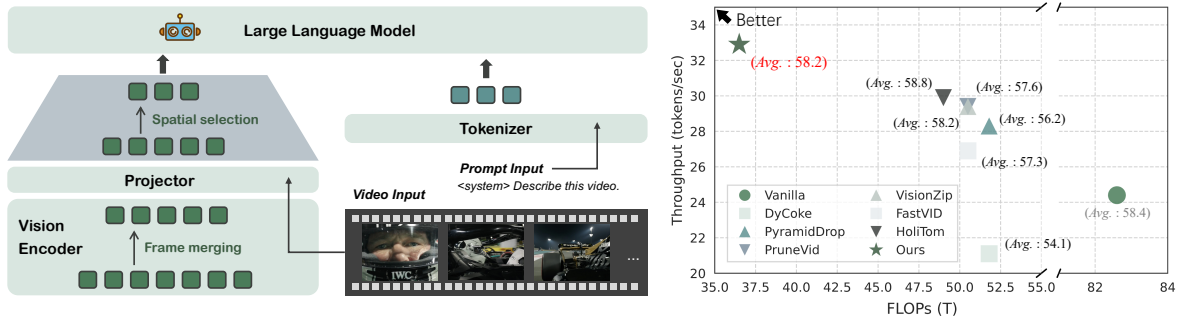 Large Language Model
Spatial selection
Projector
Vision
Encoder
Frame merging
Tokenizer
Prompt Input
<system> Describe this video.
Video Input
IWC
...
Better
(Avg. : 58.2)
(Avg. : 58.8)
(Avg. : 57.6)
(Avg. : 58.2)
(Avg. : 56.2)
(Avg. : 57.3)
(Avg. : 58.4)
(Avg. : 54.1)
Vanilla
DyCoke
PyramidDrop
PruneVid
VisionZip
FastVID
HoliTom
Ours
Throughput (tokens/sec)
34
32
30
28
26
24
22
20
35.0 37.5 40.0 42.5 45.0 47.5 50.0 52.5 55.0 82 84
FLOPs (T)